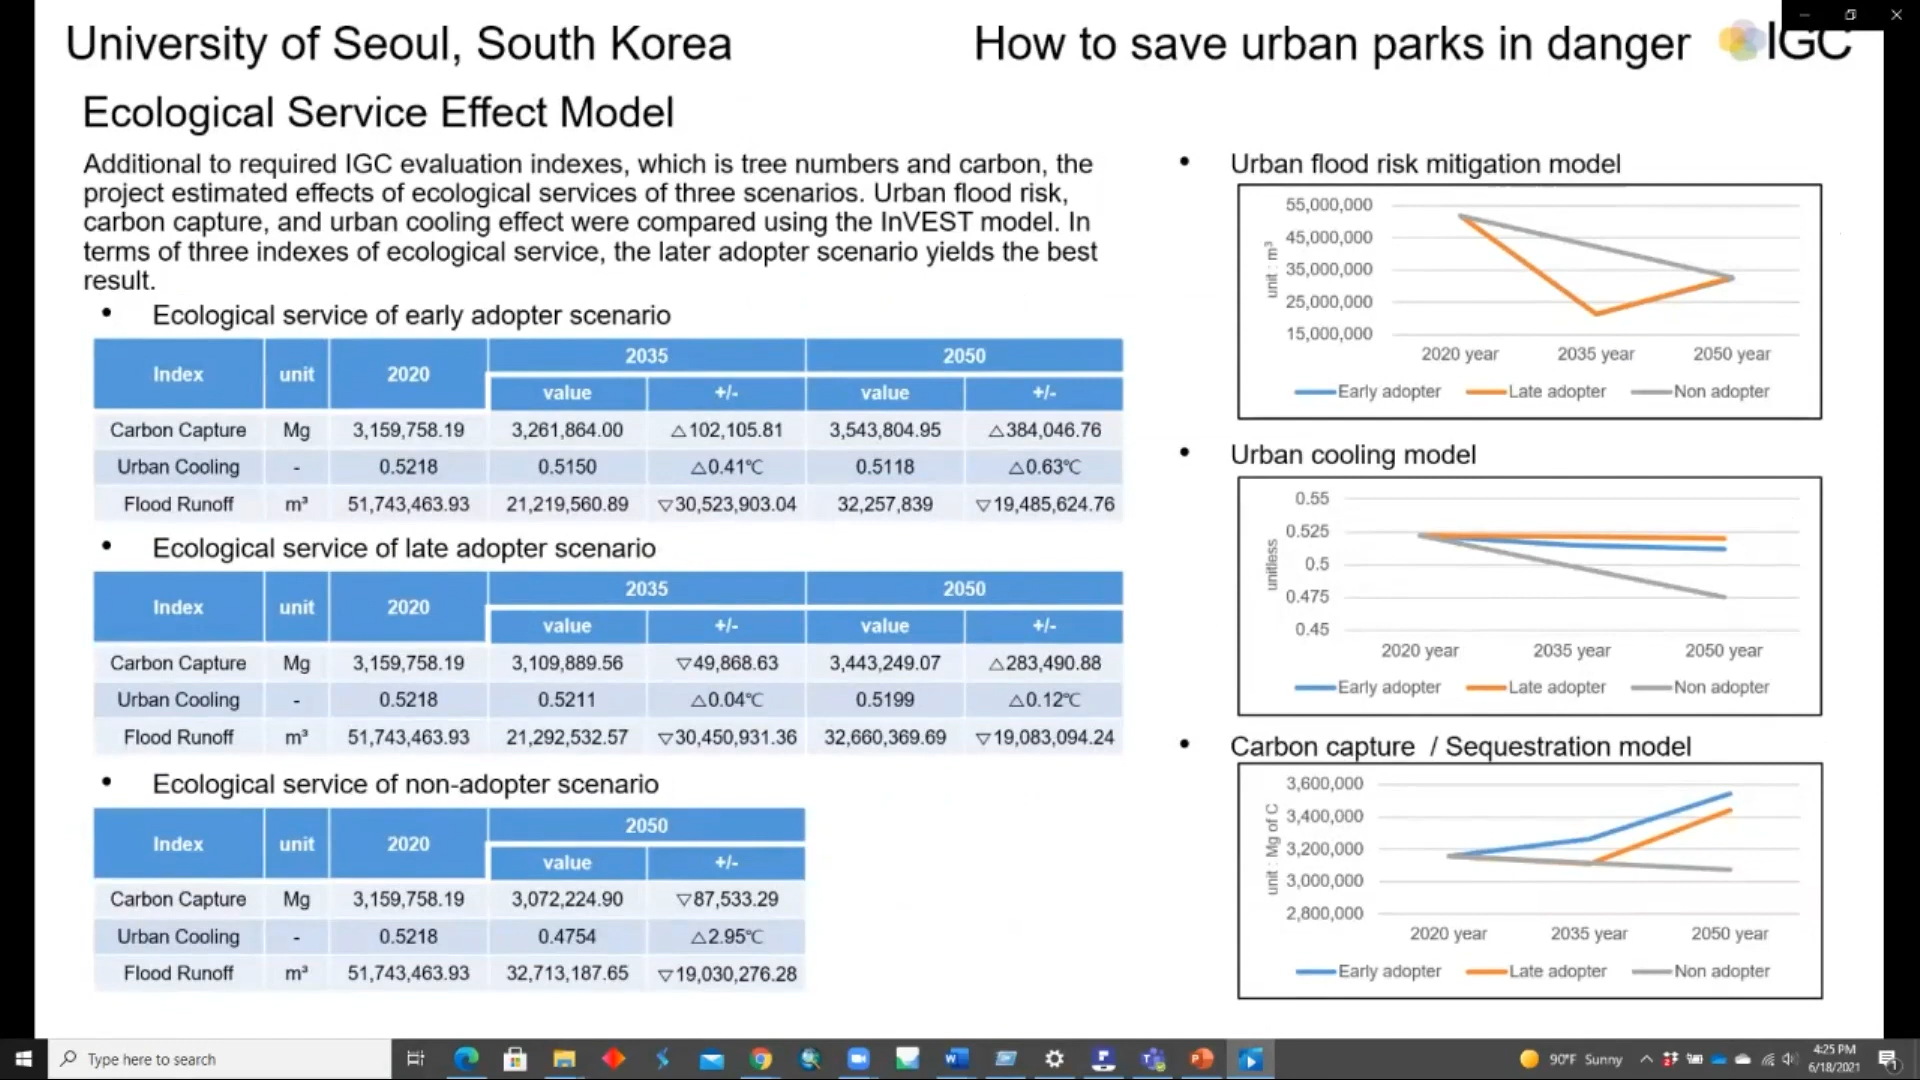 University of Seoul, South Korea
How to save urban parks in danger
IGC
Ecological Service Effect Model
Additional to required IGC evaluation indexes, which is tree numbers and carbon, the
project estimated effects of ecological services of three scenarios. Urban flood risk,
carbon capture, and urban cooling effect were compared using the InVEST model. In
terms of three indexes of ecological service, the later adopter scenario yields the best
result.
• Ecological service of early adopter scenario
Index unit 2020 2035 2050
value +/- value +/-
Carbon Capture Mg 3,159,758.19 3,261,864.00 △102,105.81 3,543,804.95 △384,046.76
Urban Cooling - 0.5218 0.5150 △0.41℃ 0.5118 △0.63℃
Flood Runoff m³ 51,743,463.93 21,219,560.89 ▽30,523,903.04 32,257,839 ▽19,485,624.76
• Ecological service of late adopter scenario
Index unit 2020 2035 2050
value +/- value +/-
Carbon Capture Mg 3,159,758.19 3,109,889.56 ▽49,868.63 3,443,249.07 △283,490.88
Urban Cooling - 0.5218 0.5211 △0.04℃ 0.5199 △0.12℃
Flood Runoff m³ 51,743,463.93 21,292,532.57 ▽30,450,931.36 32,660,369.69 ▽19,083,094.24
• Ecological service of non-adopter scenario
Index unit 2020 2050
value +/-
Carbon Capture Mg 3,159,758.19 3,072,224.90 ▽87,533.29
Urban Cooling - 0.5218 0.4754 △2.95℃
Flood Runoff m³ 51,743,463.93 32,713,187.65 ▽19,030,276.28
• Urban flood risk mitigation model
unit : m³
55,000,000
45,000,000
35,000,000
25,000,000
15,000,000
2020 year 2035 year 2050 year
Early adopter Late adopter Non adopter
• Urban cooling model
unitless
0.55
0.525
0.5
0.475
0.45
2020 year 2035 year 2050 year
Early adopter Late adopter Non adopter
• Carbon capture / Sequestration model
unit : Mg of C
3,600,000
3,400,000
3,200,000
3,000,000
2,800,000
2020 year 2035 year 2050 year
Early adopter Late adopter Non adopter
Type here to search
90°F Sunny
4:25 PM
6/18/2021